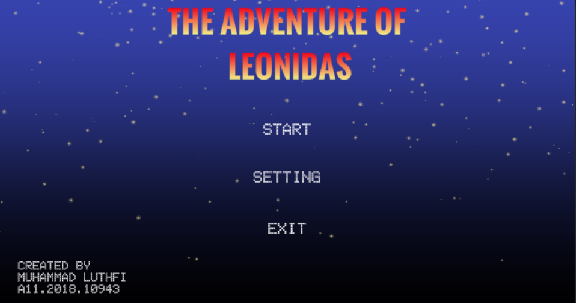 THE ADVENTURE OF
LEONIDAS
START
SETTING
EXIT
CREATED BY
MUHAMMAD LUTHFI
A11.2018.10943